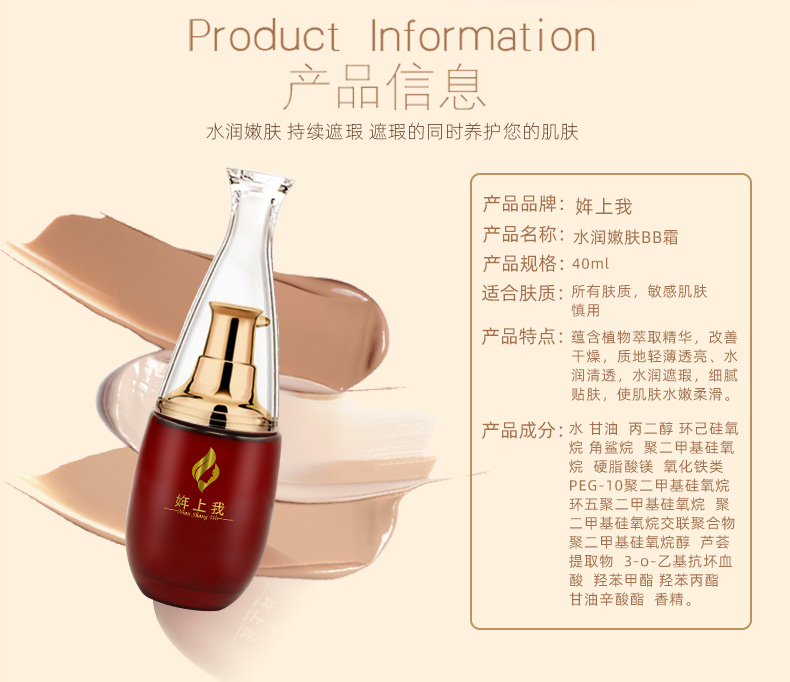 Product Information
产品信息
水润嫩肤 持续遮瑕 遮瑕的同时养护您的肌肤
产品品牌： 姩上我
产品名称： 水润嫩肤BB霜
产品规格： 40ml
适合肤质： 所有肤质，敏感肌肤
慎用
产品特点： 蕴含植物萃取精华，改善
干燥，质地轻薄透亮、水
润清透，水润遮瑕，细腻
贴肤，使肌肤水嫩柔滑。
产品成分： 水 甘油 丙二醇 环己硅氧
烷 角鲨烷 聚二甲基硅氧
烷 硬脂酸镁 氧化铁类
PEG-10聚二甲基硅氧烷
环五聚二甲基硅氧烷 聚
二甲基硅氧烷交联聚合物
聚二甲基硅氧烷醇 芦荟
提取物 3-o-乙基抗坏血
酸 羟苯甲酯 羟苯丙酯
甘油辛酸酯 香精。
姩上我
Nian Shang Wo
姩上我